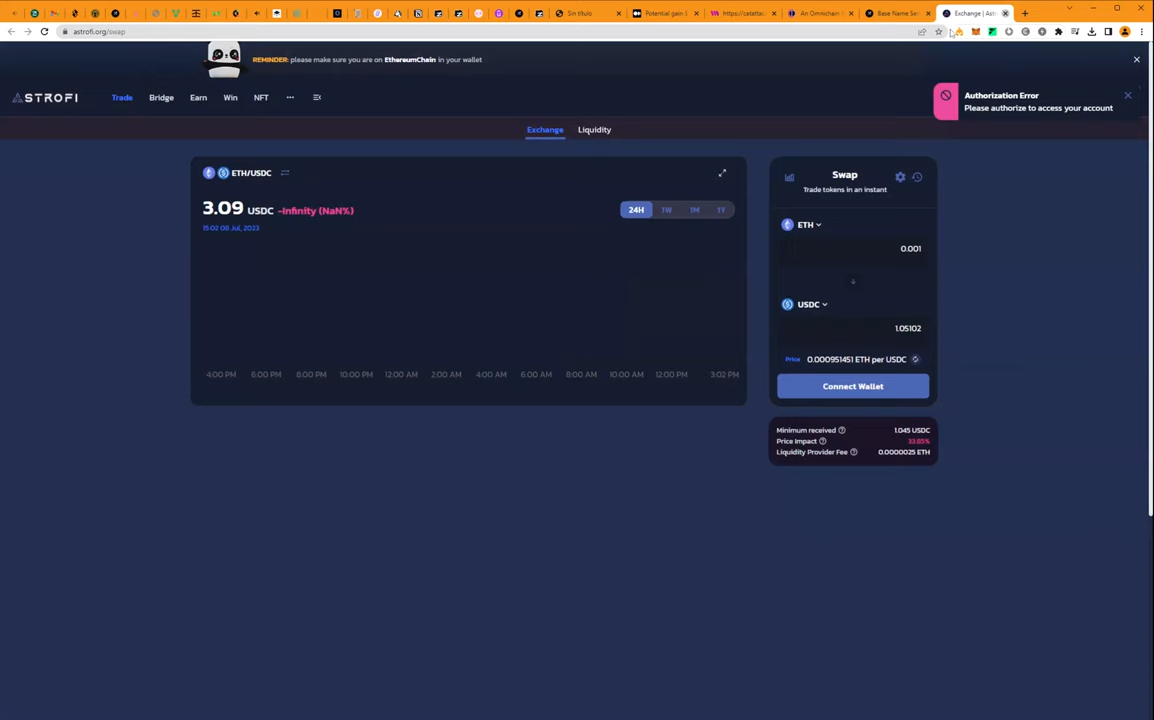 Sin título
Potential gain S
https://catattac
An Omnichain
Base Name Ser
Exchange | Ast
astrofi.org/swap
REMINDER: please make sure you are on EthereumChain in your wallet
ASTROFI
Trade
Bridge
Earn
Win
NFT
Authorization Error
Please authorize to access your account
Exchange
Liquidity
ETH/USDC
3.09 USDC -Infinity (NaN%)
24H
1W
1M
1Y
15:02 08 Jul, 2023
4:00 PM
6:00 PM
8:00 PM
10:00 PM
12:00 AM
2:00 AM
4:00 AM
6:00 AM
8:00 AM
10:00 AM
12:00 PM
3:02 PM
Swap
Trade tokens in an instant
ETH
0.001
USDC
1.05102
Price 0.000951451 ETH per USDC
Connect Wallet
Minimum received 1.045 USDC
Price Impact 33.85%
Liquidity Provider Fee 0.0000025 ETH